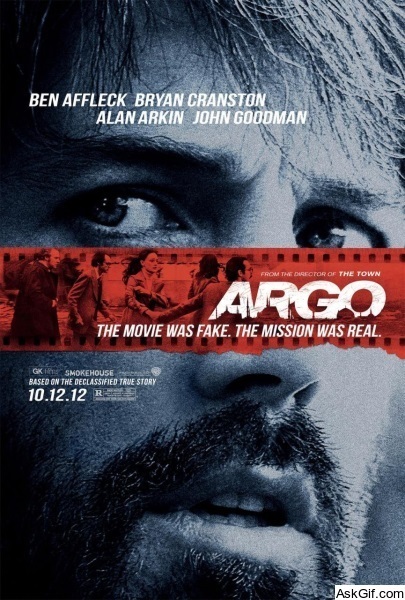 BEN AFFLECK BRYAN CRANSTON
ALAN ARKIN JOHN GOODMAN
FROM THE DIRECTOR OF THE TOWN
ARGO
THE MOVIE WAS FAKE. THE MISSION WAS REAL.
GK SMOKEHOUSE
BASED ON THE DECLASSIFIED TRUE STORY
10.12.12 R
AskGif.com